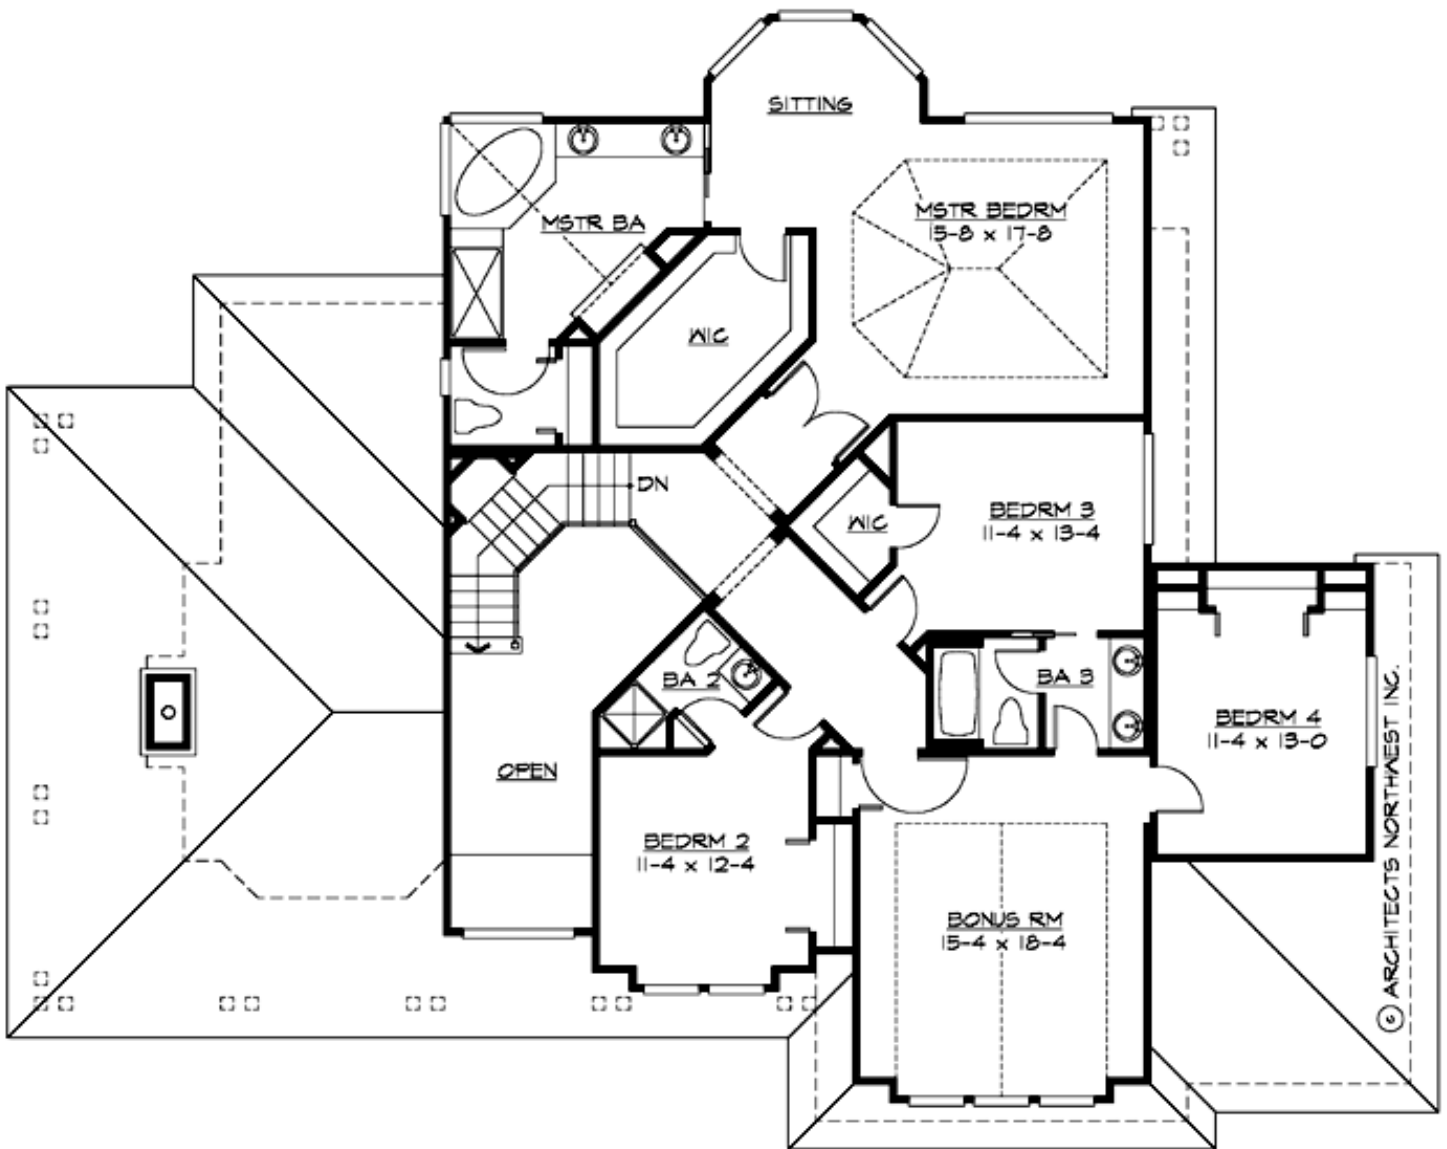 SITTING
MSTR BEDRM
15-8 x 17-8
MSTR BA
WIC
DN
WIC
BEDRM 3
11-4 x 13-4
BA 2
BA 3
BEDRM 4
11-4 x 13-0
OPEN
BEDRM 2
11-4 x 12-4
BONUS RM
15-4 x 18-4
© ARCHITECTS NORTHWEST INC.